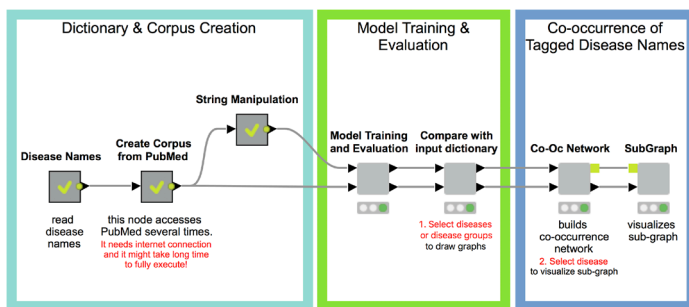 Dictionary & Corpus Creation
Model Training &
Evaluation
Co-occurrence of
Tagged Disease Names
String Manipulation
Disease Names
Create Corpus
from PubMed
Model Training
and Evaluation
Compare with
input dictionary
Co-Oc Network
SubGraph
read
disease
names
this node accesses
PubMed several times.
It needs internet connection
and it might take long time
to fully execute!
1. Select diseases
or disease groups
to draw graphs
builds
co-occurrence
network
2. Select disease
to visualize sub-graph
visualizes
sub-graph